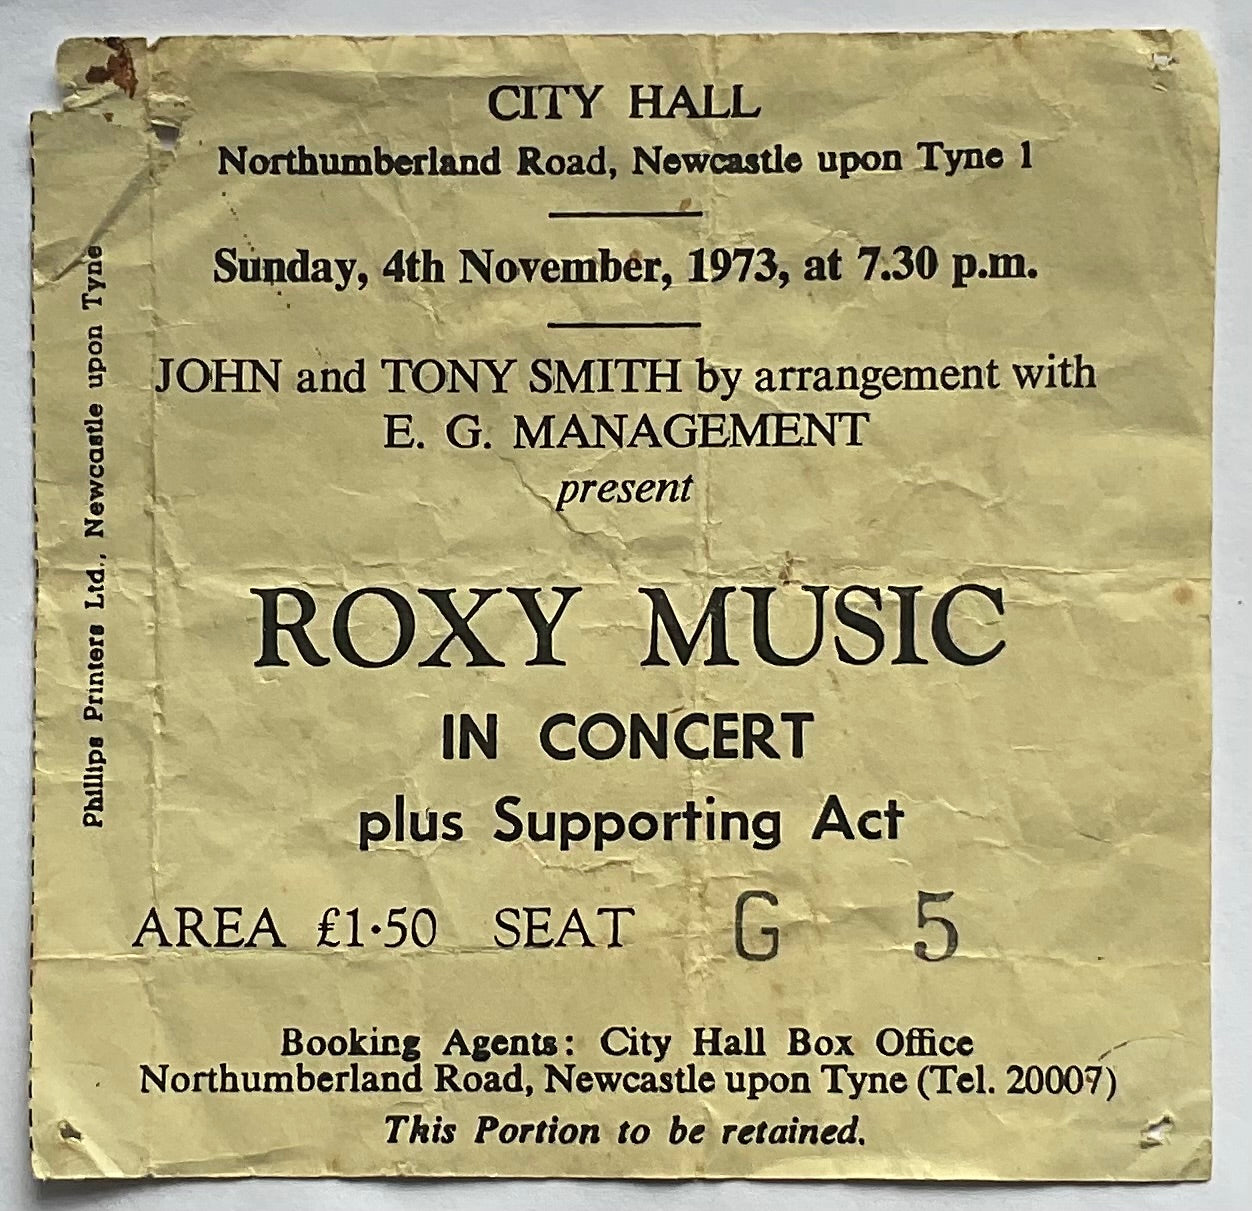 CITY HALL
Northumberland Road, Newcastle upon Tyne 1
Sunday, 4th November, 1973, at 7.30 p.m.
JOHN and TONY SMITH by arrangement with
E. G. MANAGEMENT
present
ROXY MUSIC
IN CONCERT
plus Supporting Act
AREA £1·50 SEAT G 5
Booking Agents: City Hall Box Office
Northumberland Road, Newcastle upon Tyne (Tel. 20007)
This Portion to be retained.
Phillips Printers Ltd., Newcastle upon Tyne